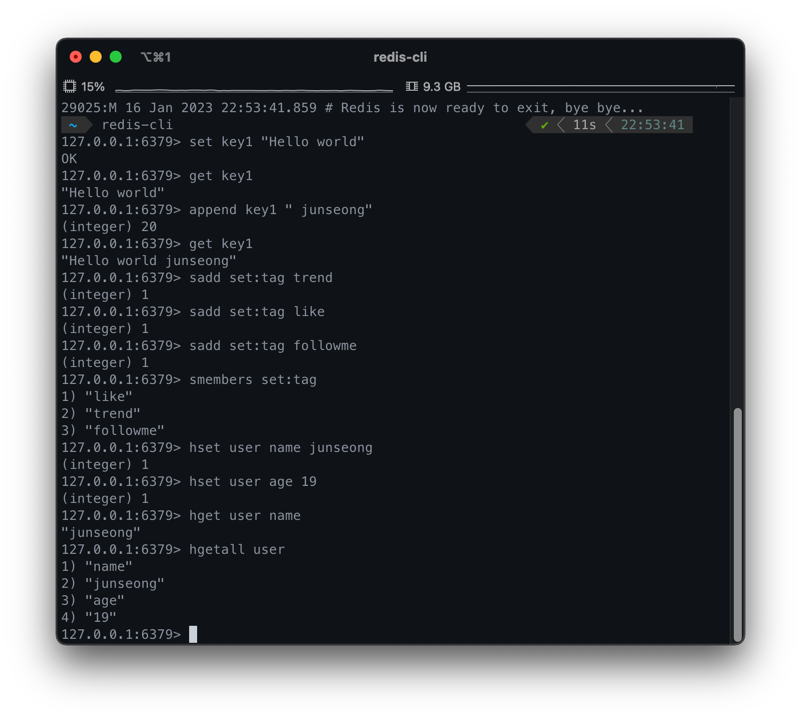 ⌥⌘1 redis-cli
15% 9.3 GB
29025:M 16 Jan 2023 22:53:41.859 # Redis is now ready to exit, bye bye...
~ redis-cli ✔ 11s 22:53:41
127.0.0.1:6379> set key1 "Hello world"
OK
127.0.0.1:6379> get key1
"Hello world"
127.0.0.1:6379> append key1 " junseong"
(integer) 20
127.0.0.1:6379> get key1
"Hello world junseong"
127.0.0.1:6379> sadd set:tag trend
(integer) 1
127.0.0.1:6379> sadd set:tag like
(integer) 1
127.0.0.1:6379> sadd set:tag followme
(integer) 1
127.0.0.1:6379> smembers set:tag
1) "like"
2) "trend"
3) "followme"
127.0.0.1:6379> hset user name junseong
(integer) 1
127.0.0.1:6379> hset user age 19
(integer) 1
127.0.0.1:6379> hget user name
"junseong"
127.0.0.1:6379> hgetall user
1) "name"
2) "junseong"
3) "age"
4) "19"
127.0.0.1:6379>